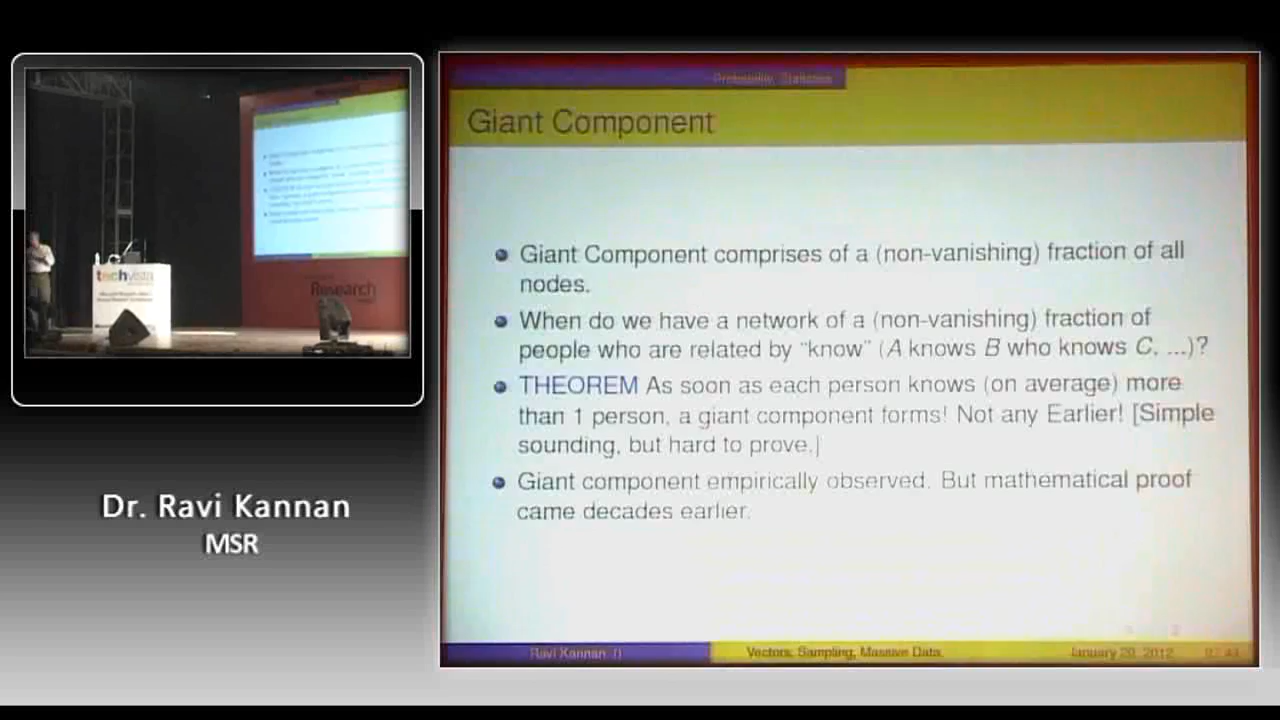 Probability, Statistics
Giant Component
Giant Component comprises of a (non-vanishing) fraction of all
nodes.
When do we have a network of a (non-vanishing) fraction of
people who are related by “know” (A knows B who knows C, ...)?
THEOREM As soon as each person knows (on average) more
than 1 person, a giant component forms! Not any Earlier! [Simple
sounding, but hard to prove.]
Giant component empirically observed. But mathematical proof
came decades earlier.
Ravi Kannan ()
Vectors, Sampling, Massive Data,
January 20, 2012
techvista
Research
Dr. Ravi Kannan
MSR